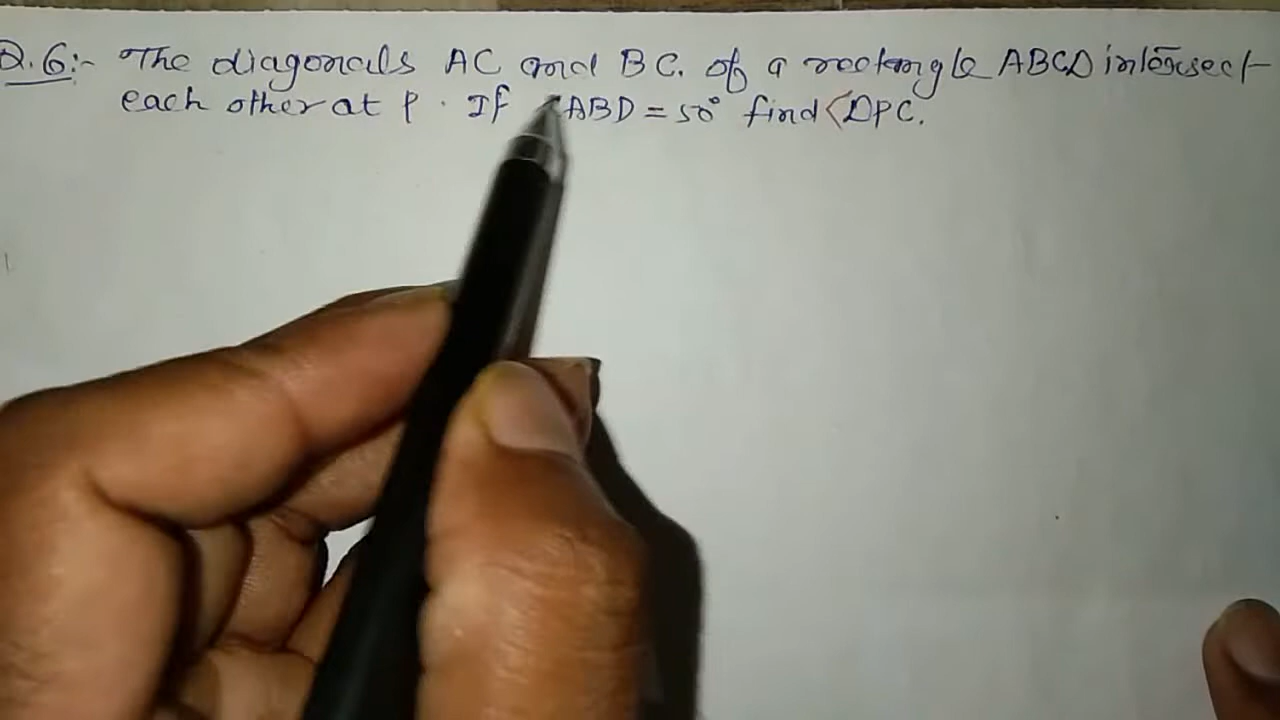 Q.6:- The diagonals AC and BC. of a rectangle ABCD intersect
each other at P. If <ABD = 50° find <DPC.